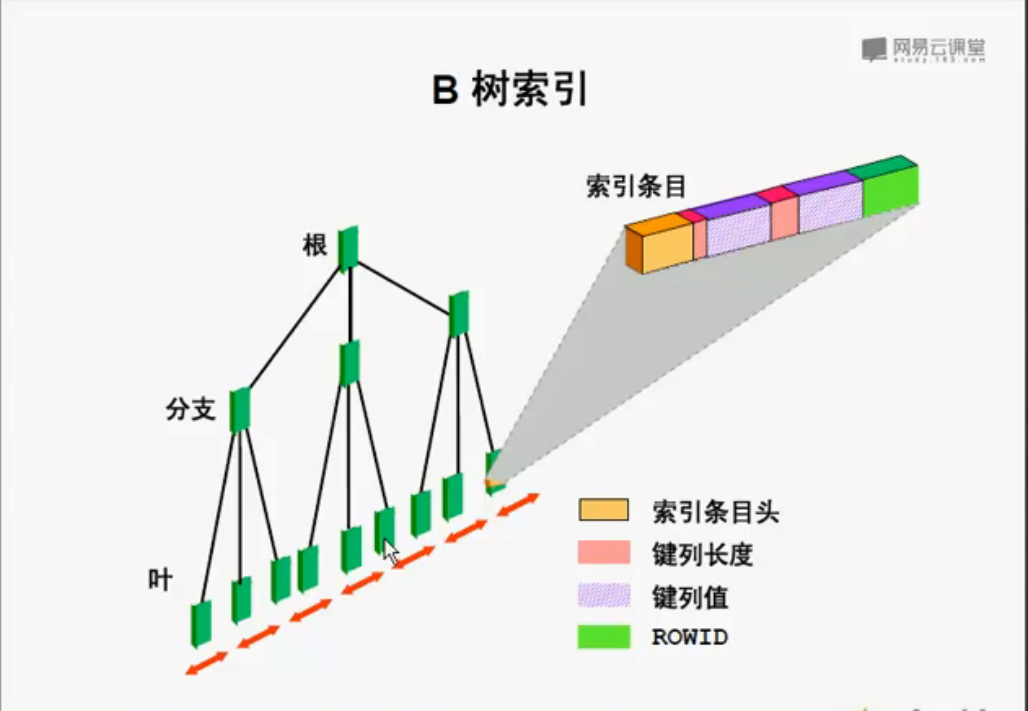 网易云课堂
study.163.com
B 树索引
索引条目
根
分支
叶
索引条目头
键列长度
键列值
ROWID